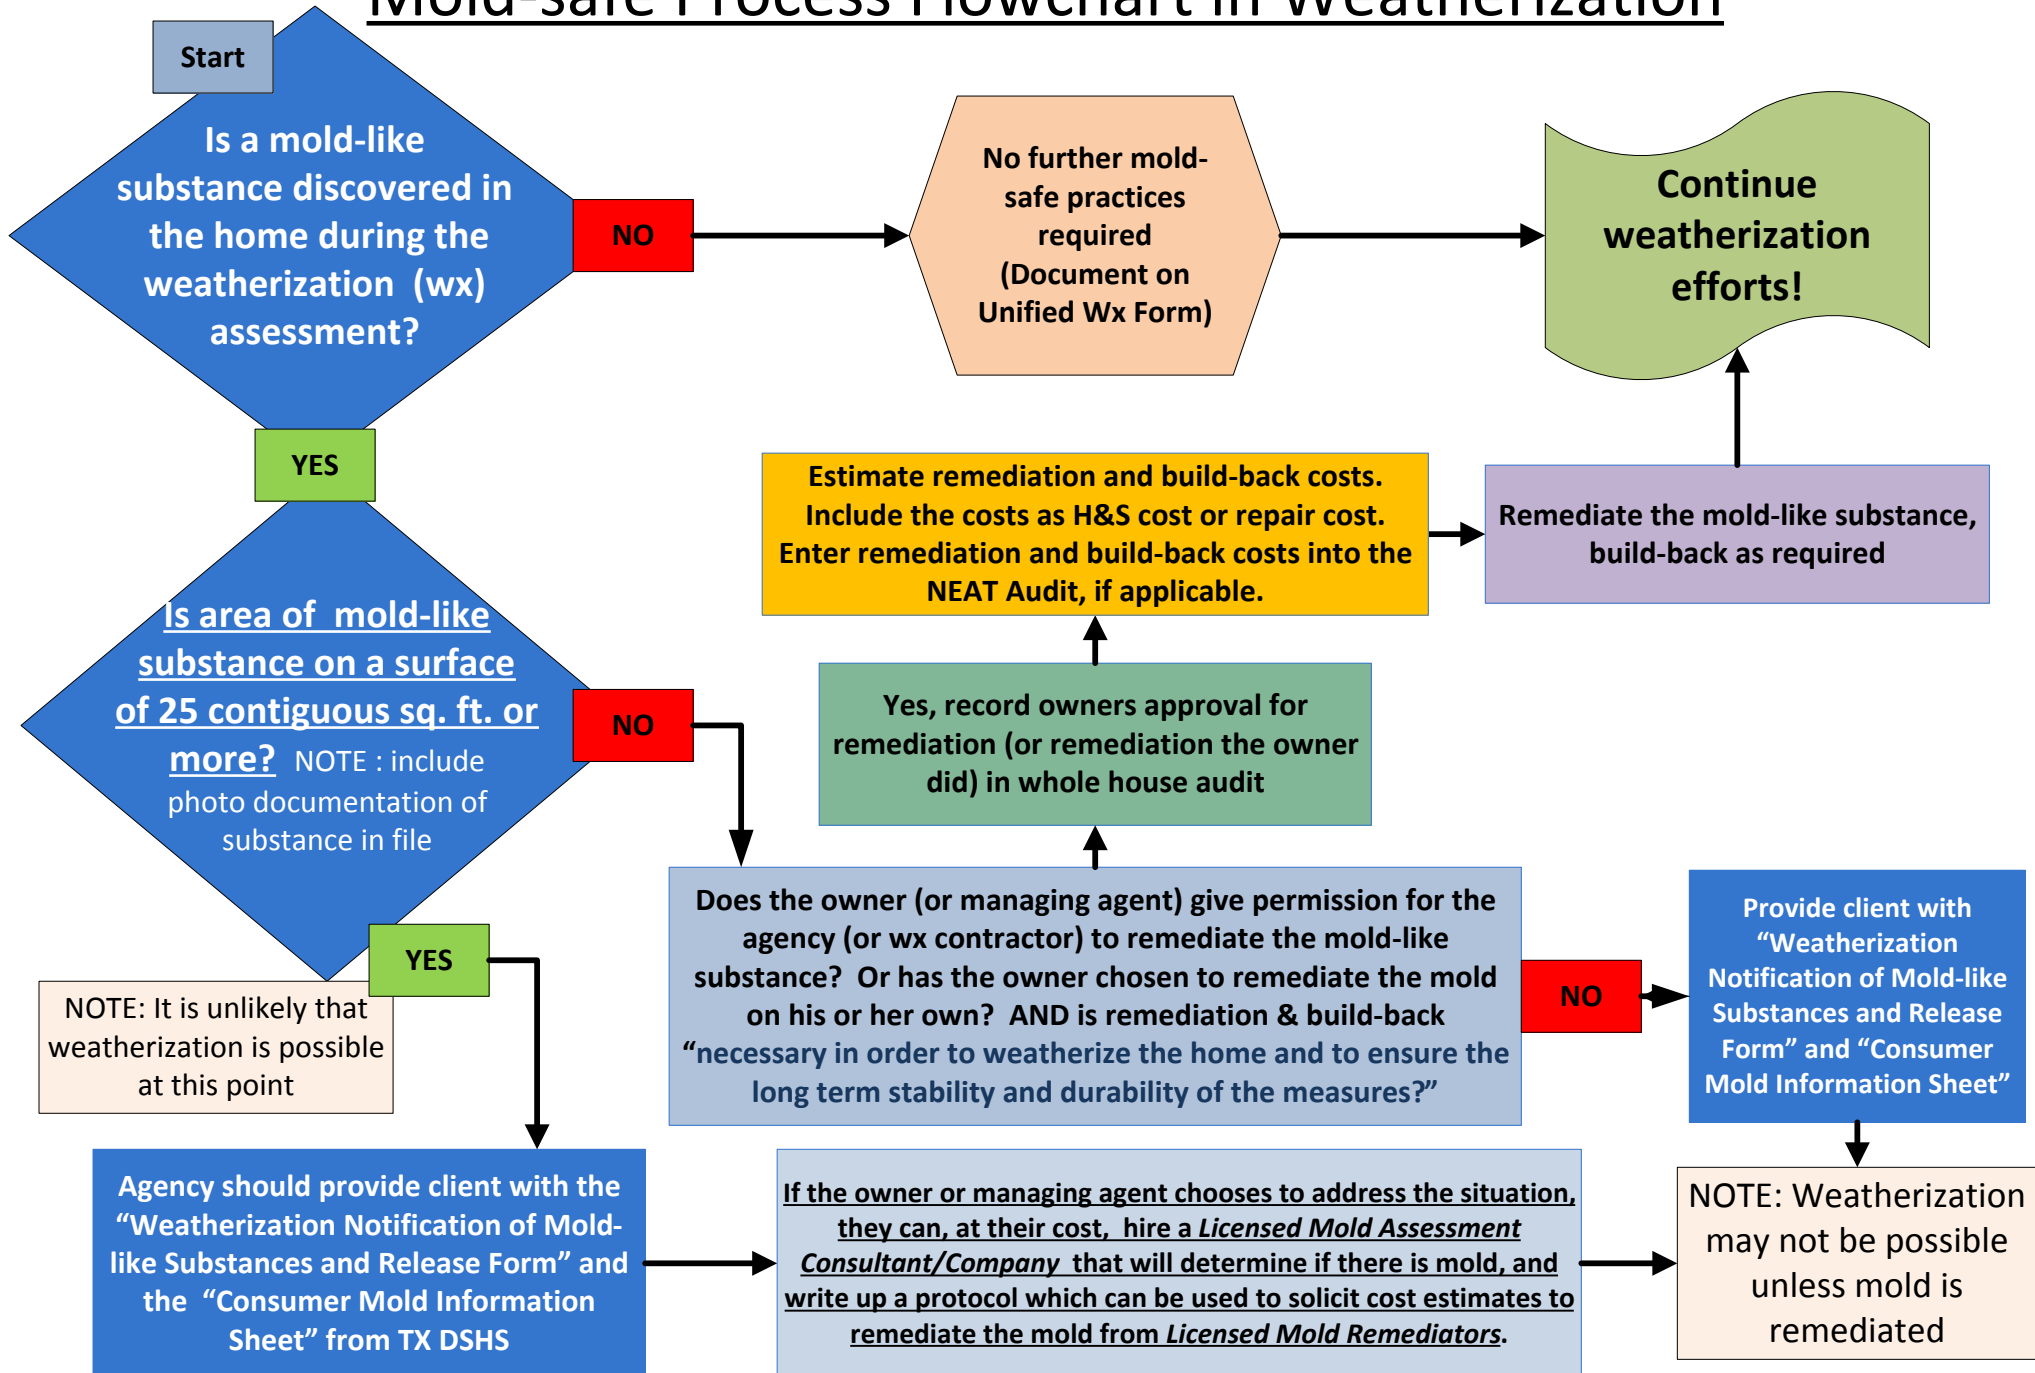 Mold-safe Process Flowchart in Weatherization
Start
Is a mold-like
substance discovered in
the home during the
weatherization (wx)
assessment?
NO
No further mold-
safe practices
required
(Document on
Unified Wx Form)
Continue
weatherization
efforts!
YES
Estimate remediation and build-back costs.
Include the costs as H&S cost or repair cost.
Enter remediation and build-back costs into the
NEAT Audit, if applicable.
Remediate the mold-like substance,
build-back as required
Is area of mold-like
substance on a surface
of 25 contiguous sq. ft. or
more? NOTE : include
photo documentation of
substance in file
NO
Yes, record owners approval for
remediation (or remediation the owner
did) in whole house audit
Does the owner (or managing agent) give permission for the
agency (or wx contractor) to remediate the mold-like
substance? Or has the owner chosen to remediate the mold
on his or her own? AND is remediation & build-back
“necessary in order to weatherize the home and to ensure the
long term stability and durability of the measures?”
NO
Provide client with
“Weatherization
Notification of Mold-like
Substances and Release
Form” and “Consumer
Mold Information Sheet”
YES
NOTE: It is unlikely that
weatherization is possible
at this point
Agency should provide client with the
“Weatherization Notification of Mold-
like Substances and Release Form” and
the “Consumer Mold Information
Sheet” from TX DSHS
If the owner or managing agent chooses to address the situation,
they can, at their cost, hire a Licensed Mold Assessment
Consultant/Company that will determine if there is mold, and
write up a protocol which can be used to solicit cost estimates to
remediate the mold from Licensed Mold Remediators.
NOTE: Weatherization
may not be possible
unless mold is
remediated